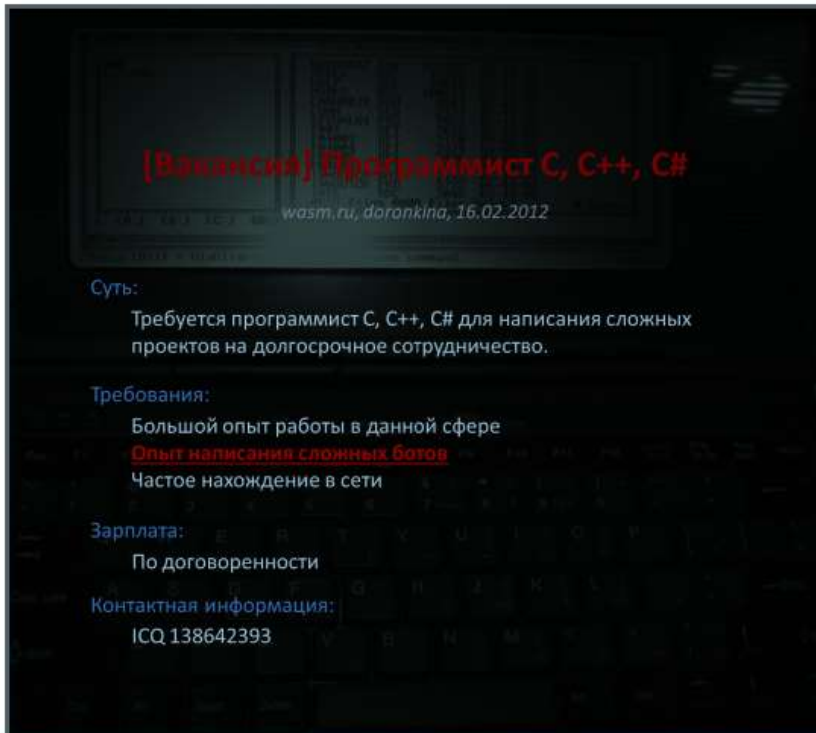 [Вакансия] Программист C, C++, C#
wasm.ru, doronkina, 16.02.2012
Суть:
Требуется программист C, C++, C# для написания сложных
проектов на долгосрочное сотрудничество.
Требования:
Большой опыт работы в данной сфере
Опыт написания сложных ботов
Частое нахождение в сети
Зарплата:
По договоренности
Контактная информация:
ICQ 138642393